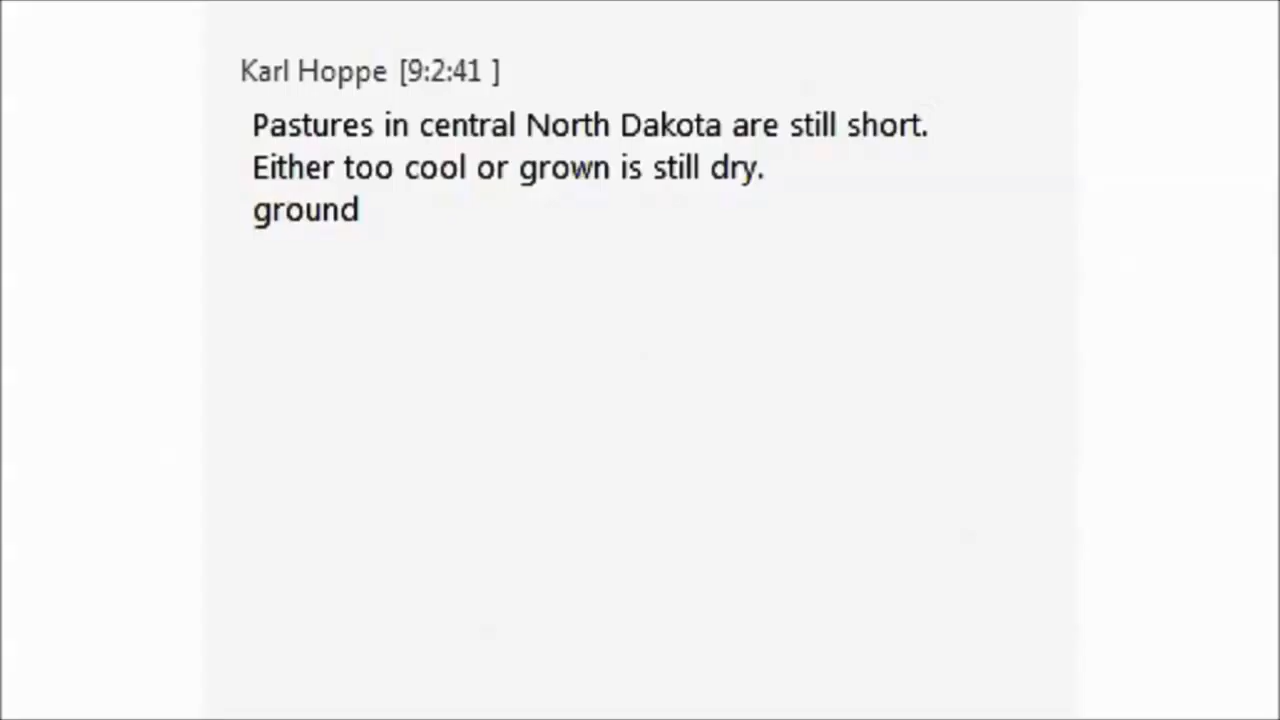 Karl Hoppe [9:2:41 ]
Pastures in central North Dakota are still short.
Either too cool or grown is still dry.
ground